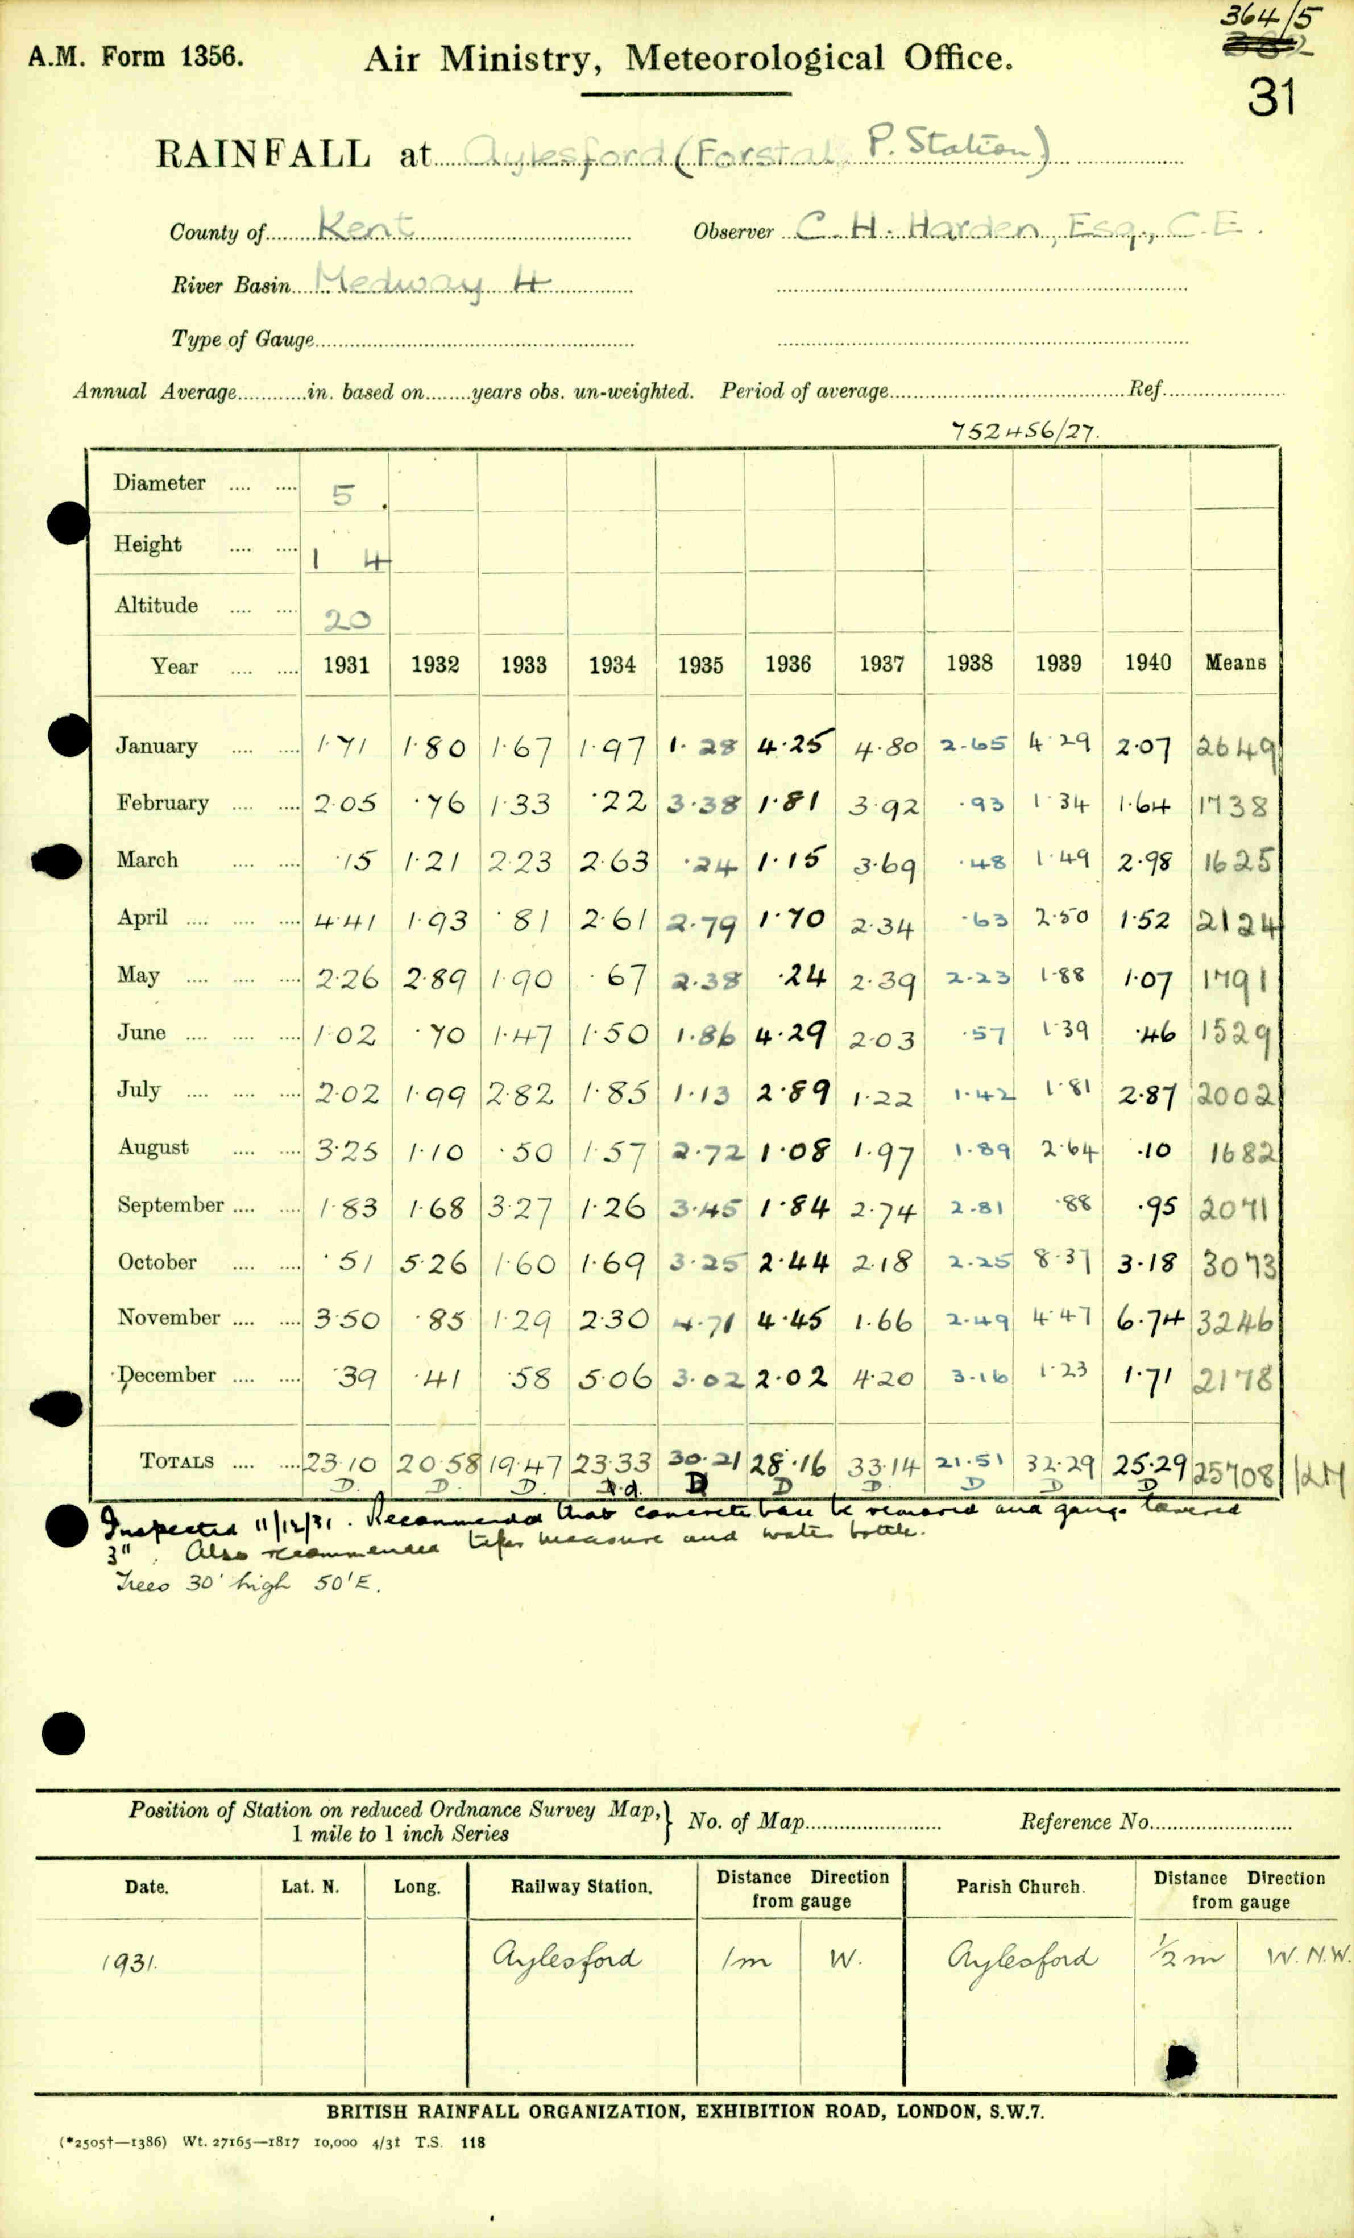 364/5
31
A.M. Form 1356.
Air Ministry, Meteorological Office.
RAINFALL at Aylesford (Forstal P. Station)
County of Kent Observer C. H. Harden, Esq., C.E.
River Basin Medway 4
Type of Gauge
Annual Average in. based on years obs. un-weighted. Period of average Ref.
752456/27.
Diameter 5
Height 1 4
Altitude 20
Year 1931 1932 1933 1934 1935 1936 1937 1938 1939 1940 Means
January 1.71 1.80 1.67 1.97 1.28 4.25 4.80 2.65 4.29 2.07 2649
February 2.05 .76 1.33 .22 3.38 1.81 3.92 .93 1.34 1.64 1738
March .15 1.21 2.23 2.63 .24 1.15 3.69 .48 1.49 2.98 1625
April 4.41 1.93 .81 2.61 2.79 1.70 2.34 .63 2.50 1.52 2124
May 2.26 2.89 1.90 .67 2.38 .24 2.39 2.23 1.88 1.07 1791
June 1.02 .70 1.47 1.50 1.86 4.29 2.03 .57 1.39 .46 1529
July 2.02 1.99 2.82 1.85 1.13 2.89 1.22 1.42 1.81 2.87 2002
August 3.25 1.10 .50 1.57 2.72 1.08 1.97 1.89 2.64 .10 1682
September 1.83 1.68 3.27 1.26 3.45 1.84 2.74 2.81 .88 .95 2071
October .51 5.26 1.60 1.69 3.25 2.44 2.18 2.25 8.37 3.18 3073
November 3.50 .85 1.29 2.30 4.71 4.45 1.66 2.49 4.47 6.74 3246
December .39 .41 .58 5.06 3.02 2.02 4.20 3.16 1.23 1.71 2178
TOTALS 23.10 20.58 19.47 23.33 30.21 28.16 33.14 21.51 32.29 25.29 25708
D. D. D. D.d. D D D D D D
Inspected 11/12/31. Recommended that concrete base be removed and gauge lowered
3". Also recommended taper measure and water bottle.
Trees 30' high 50'E.
Position of Station on reduced Ordnance Survey Map, 1 mile to 1 inch Series } No. of Map Reference No.
Date. Lat. N. Long. Railway Station. Distance Direction from gauge Parish Church. Distance Direction from gauge
1931. Aylesford 1m W. Aylesford 1/2 m W.N.W.
BRITISH RAINFALL ORGANIZATION, EXHIBITION ROAD, LONDON, S.W.7.
(*2505†—1386) Wt. 27165—1817 10,000 4/31 T.S. 118